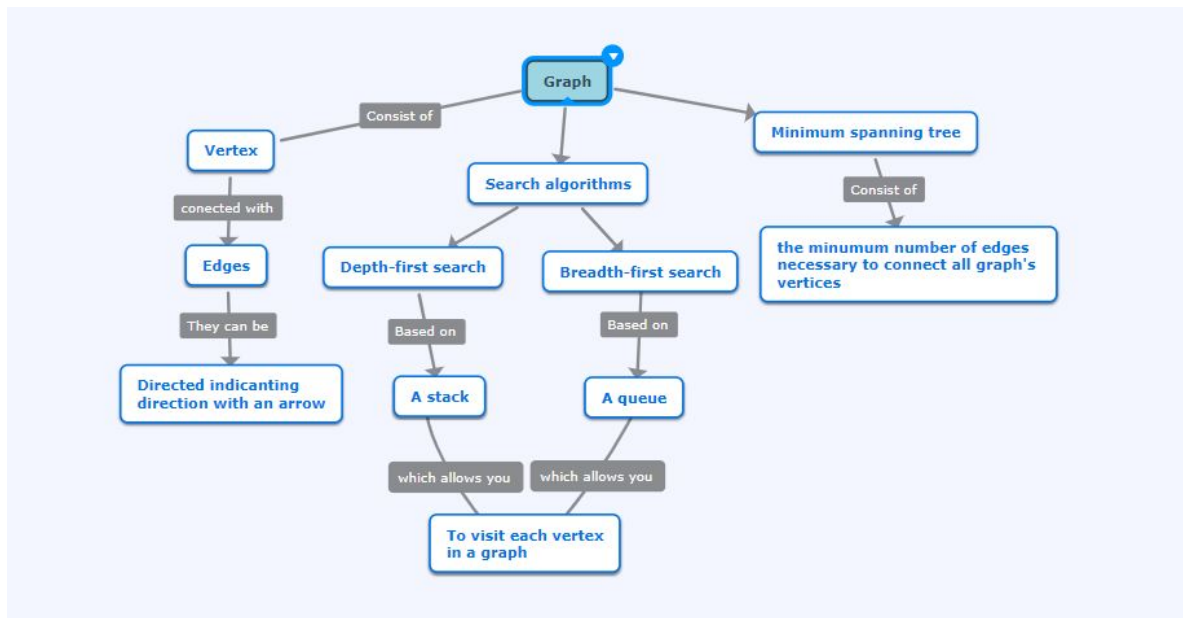 Graph
Consist of
Vertex
conected with
Edges
They can be
Directed indicanting
direction with an arrow
Search algorithms
Depth-first search
Based on
A stack
which allows you
Breadth-first search
Based on
A queue
which allows you
To visit each vertex
in a graph
Minimum spanning tree
Consist of
the minumum number of edges
necessary to connect all graph's
vertices